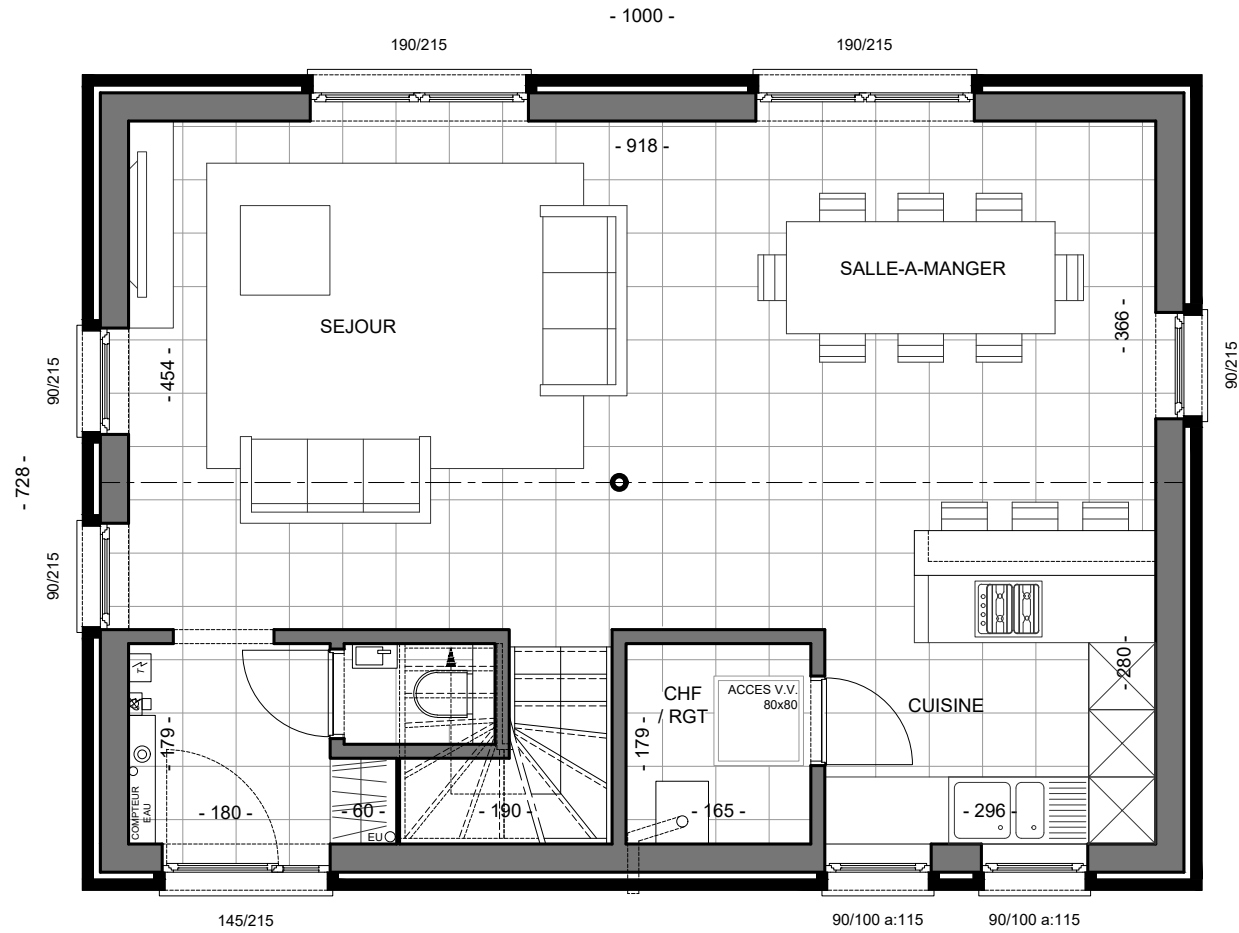 - 1000 -
190/215
190/215
- 918 -
SALLE-A-MANGER
SEJOUR
- 366 -
- 454 -
90/215
90/215
- 728 -
90/215
- 280 -
CHF
/ RGT
ACCES V.V.
80x80
CUISINE
- 179 -
- 179 -
COMPTEUR
EAU
- 180 -
- 60 -
- 190 -
- 165 -
- 296 -
EU
145/215
90/100 a:115
90/100 a:115